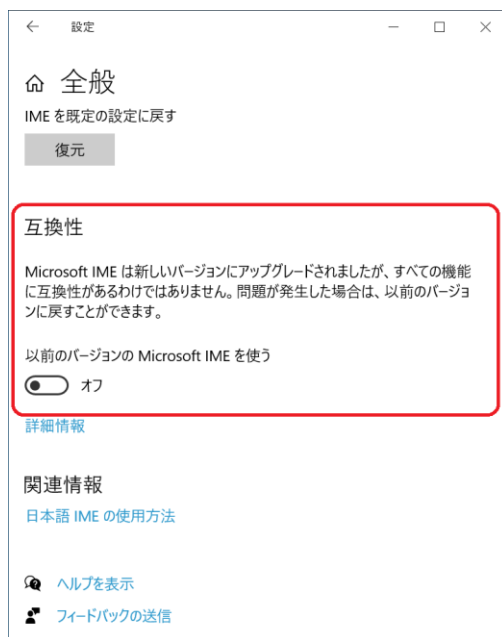 設定
全般
IME を既定の設定に戻す
復元
互換性
Microsoft IME は新しいバージョンにアップグレードされましたが、すべての機能
に互換性があるわけではありません。問題が発生した場合は、以前のバージョ
ンに戻すことができます。
以前のバージョンの Microsoft IME を使う
オフ
詳細情報
関連情報
日本語 IME の使用方法
ヘルプを表示
フィードバックの送信